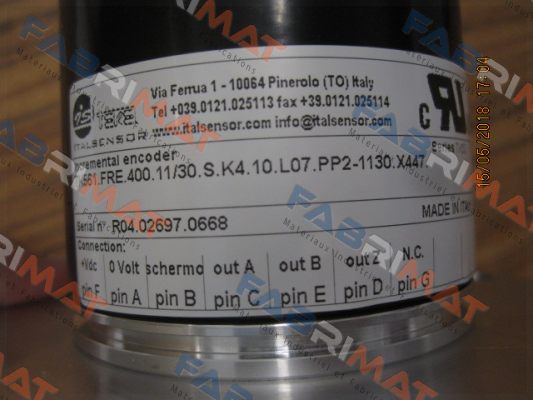 Via Ferrua 1 - 10064 Pinerolo (TO) Italy
Tel +039.0121.025113 fax +39.0121.025114
www.italsensor.com info@italsensor.com
ITALSENSOR
encoder
.FRE.400.11/30.S.K4.10.L07.PP2-1130.X447
MADE IN
Serial n° R04.02697.0668
Connection:
+Vdc 0 Volt schermo out A out B out Z N.C.
pin F pin A pin B pin C pin E pin D pin G
15/05/2018 17:04
FABRIMAT